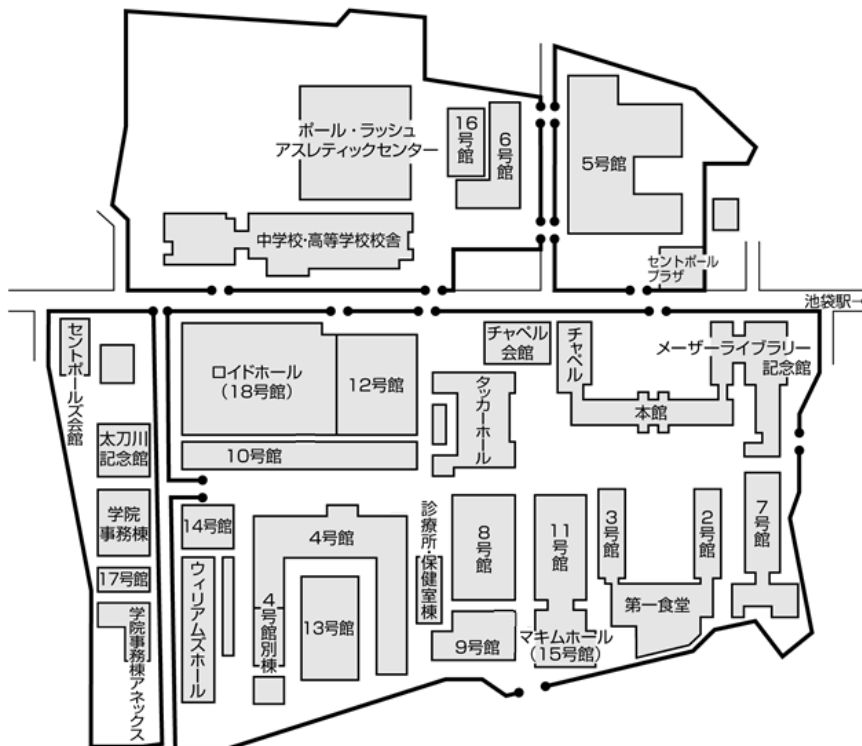 ポール・ラッシュ
アスレティックセンター
16号館
6号館
5号館
中学校・高等学校校舎
セントポール
プラザ
池袋駅→
セントポールズ会館
ロイドホール
(18号館)
12号館
チャペル
会館
チャペル
メーザーライブラリー
記念館
タッカーホール
本館
太刀川
記念館
10号館
学院
事務棟
14号館
4号館
診療所・保健室棟
8号館
11号館
3号館
2号館
7号館
17号館
ウィリアムズホール
4号館別棟
13号館
第一食堂
学院事務棟アネックス
9号館
マキムホール
(15号館)